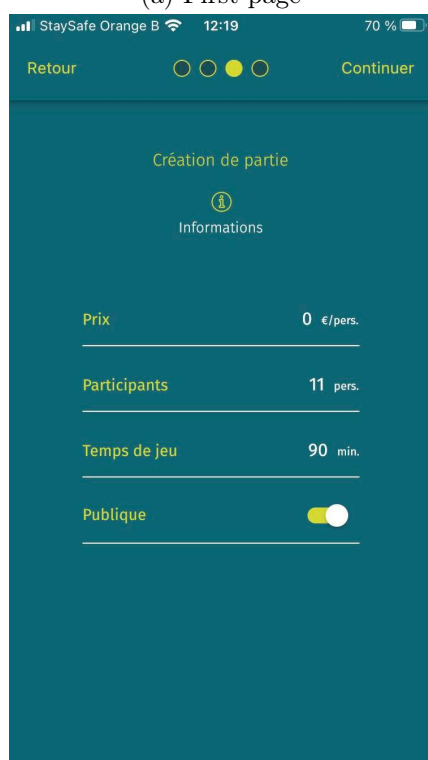 (a) First page
StaySafe Orange B 12:19 70 %
Retour Continuer
Création de partie
Informations
Prix 0 €/pers.
Participants 11 pers.
Temps de jeu 90 min.
Publique